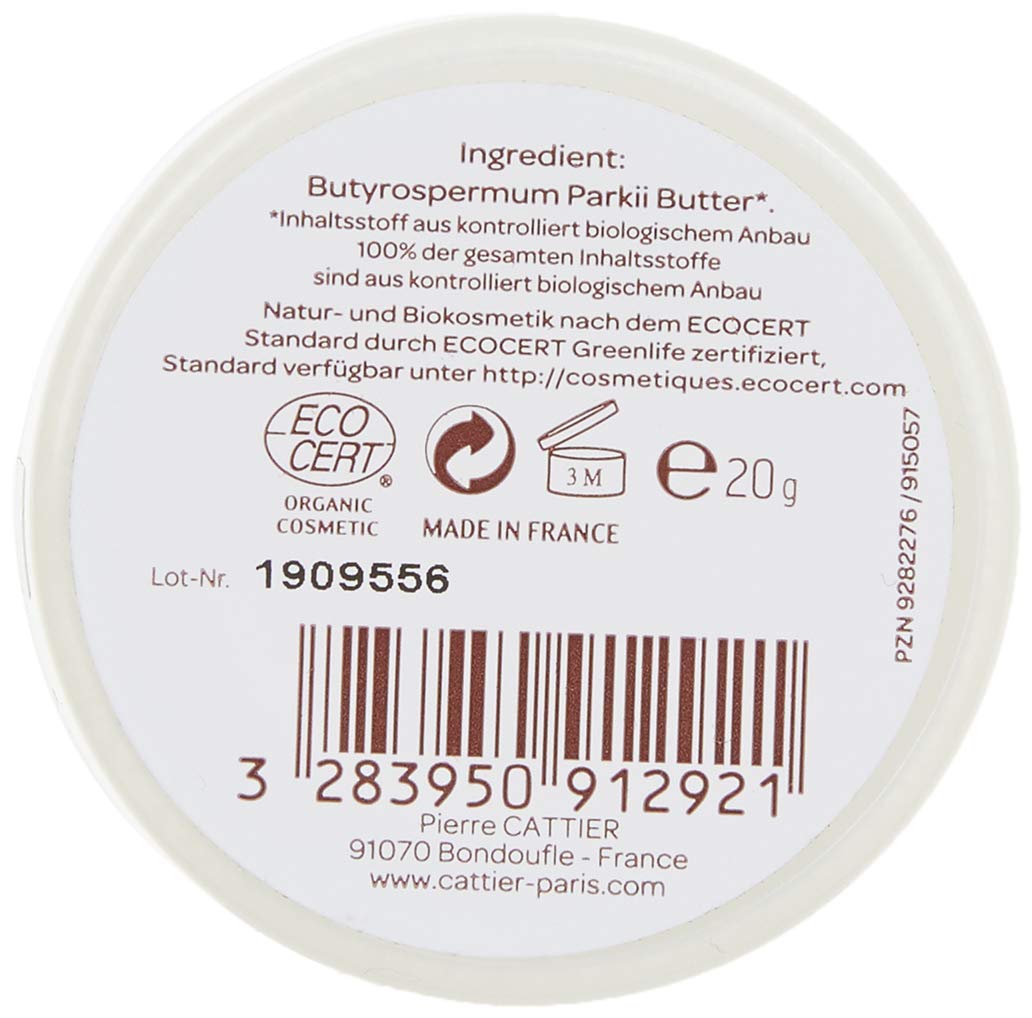 Ingredient:
Butyrospermum Parkii Butter*.
*Inhaltsstoff aus kontrolliert biologischem Anbau
100% der gesamten Inhaltsstoffe
sind aus kontrolliert biologischem Anbau
Natur- und Biokosmetik nach dem ECOCERT
Standard durch ECOCERT Greenlife zertifiziert,
Standard verfügbar unter http://cosmetiques.ecocert.com
ECO
CERT®
ORGANIC
COSMETIC
3 M
℮ 20 g
MADE IN FRANCE
PZN 9282276 / 915057
Lot-Nr. 1909556
3 283950 912921
Pierre CATTIER
91070 Bondoufle - France
www.cattier-paris.com